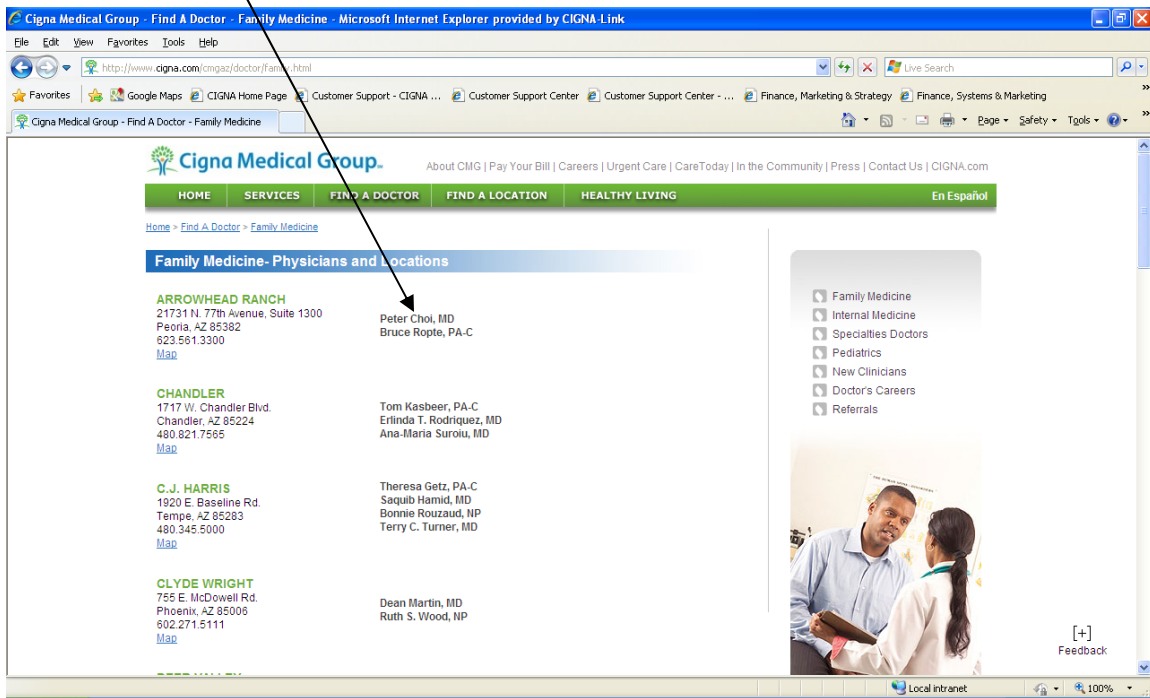 Cigna Medical Group - Find A Doctor - Family Medicine - Microsoft Internet Explorer provided by CIGNA-Link
File Edit View Favorites Tools Help
http://www.cigna.com/cmgaz/doctor/family.html
Live Search
Favorites Google Maps CIGNA Home Page Customer Support - CIGNA ... Customer Support Center Customer Support Center - ... Finance, Marketing & Strategy Finance, Systems & Marketing
Cigna Medical Group - Find A Doctor - Family Medicine
Page Safety Tools
Cigna Medical Group
About CMG | Pay Your Bill | Careers | Urgent Care | CareToday | In the Community | Press | Contact Us | CIGNA.com
HOME SERVICES FIND A DOCTOR FIND A LOCATION HEALTHY LIVING En Español
Home > Find A Doctor > Family Medicine
Family Medicine- Physicians and Locations
ARROWHEAD RANCH
21731 N. 77th Avenue, Suite 1300
Peoria, AZ 85382
623.561.3300
Map
Peter Choi, MD
Bruce Ropte, PA-C
CHANDLER
1717 W. Chandler Blvd.
Chandler, AZ 85224
480.821.7565
Map
Tom Kasbeer, PA-C
Erlinda T. Rodriquez, MD
Ana-Maria Suroiu, MD
C.J. HARRIS
1920 E. Baseline Rd.
Tempe, AZ 85283
480.345.5000
Map
Theresa Getz, PA-C
Saquib Hamid, MD
Bonnie Rouzaud, NP
Terry C. Turner, MD
CLYDE WRIGHT
755 E. McDowell Rd.
Phoenix, AZ 85006
602.271.5111
Map
Dean Martin, MD
Ruth S. Wood, NP
Family Medicine
Internal Medicine
Specialties Doctors
Pediatrics
New Clinicians
Doctor's Careers
Referrals
[+]
Feedback
Local intranet
100%